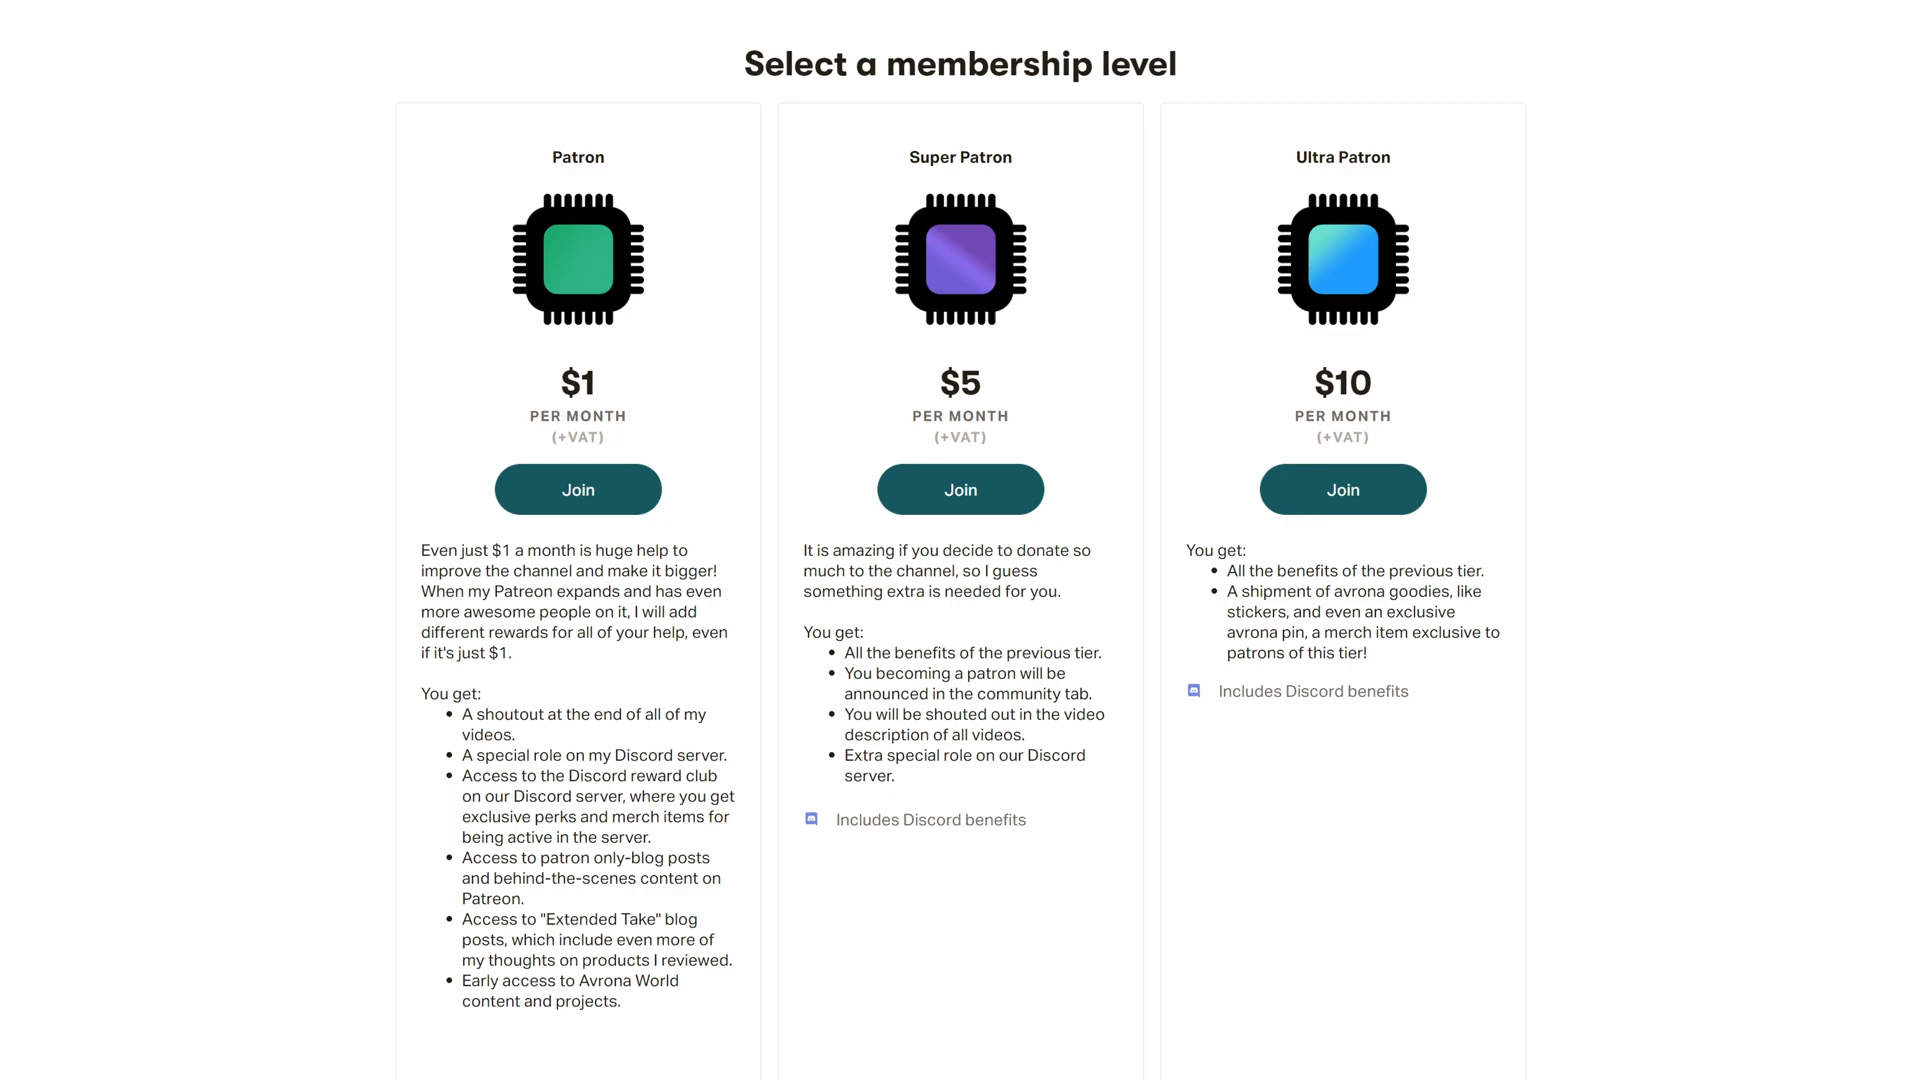 Select a membership level
Patron
$1
PER MONTH
(+VAT)
Join
Even just $1 a month is huge help to
improve the channel and make it bigger!
When my Patreon expands and has even
more awesome people on it, I will add
different rewards for all of your help, even
if it's just $1.
You get:
• A shoutout at the end of all of my
videos.
• A special role on my Discord server.
• Access to the Discord reward club
on our Discord server, where you get
exclusive perks and merch items for
being active in the server.
• Access to patron only-blog posts
and behind-the-scenes content on
Patreon.
• Access to "Extended Take" blog
posts, which include even more of
my thoughts on products I reviewed.
• Early access to Avrona World
content and projects.
Super Patron
$5
PER MONTH
(+VAT)
Join
It is amazing if you decide to donate so
much to the channel, so I guess
something extra is needed for you.
You get:
• All the benefits of the previous tier.
• You becoming a patron will be
announced in the community tab.
• You will be shouted out in the video
description of all videos.
• Extra special role on our Discord
server.
Includes Discord benefits
Ultra Patron
$10
PER MONTH
(+VAT)
Join
You get:
• All the benefits of the previous tier.
• A shipment of avrona goodies, like
stickers, and even an exclusive
avrona pin, a merch item exclusive to
patrons of this tier!
Includes Discord benefits